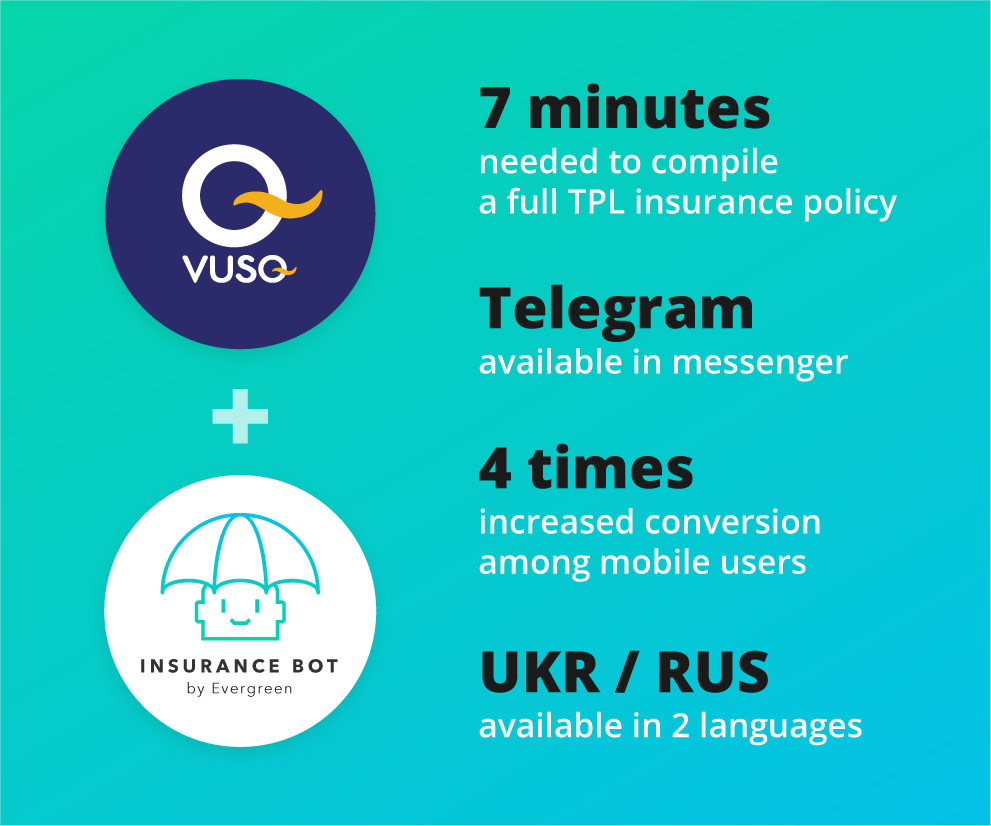 VUSO
INSURANCE BOT
by Evergreen
7 minutes
needed to compile
a full TPL insurance policy
Telegram
available in messenger
4 times
increased conversion
among mobile users
UKR / RUS
available in 2 languages